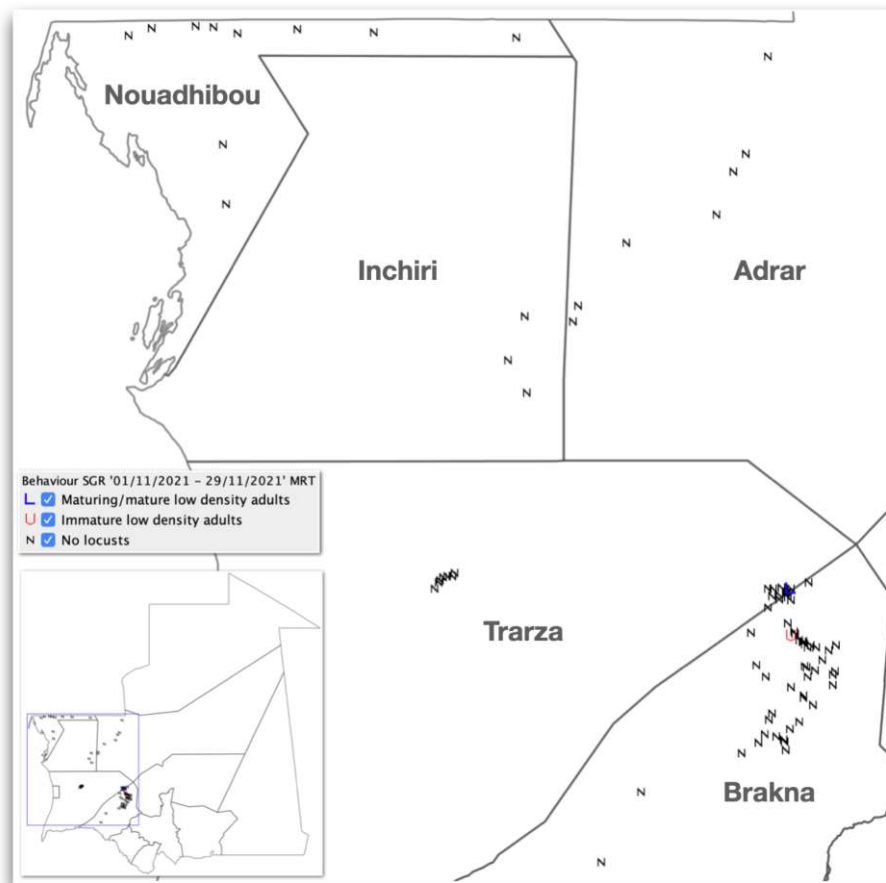 Nouadhibou
Inchiri
Adrar
Behaviour SGR '01/11/2021 - 29/11/2021' MRT
L Maturing/mature low density adults
U Immature low density adults
N No locusts
Trarza
Brakna